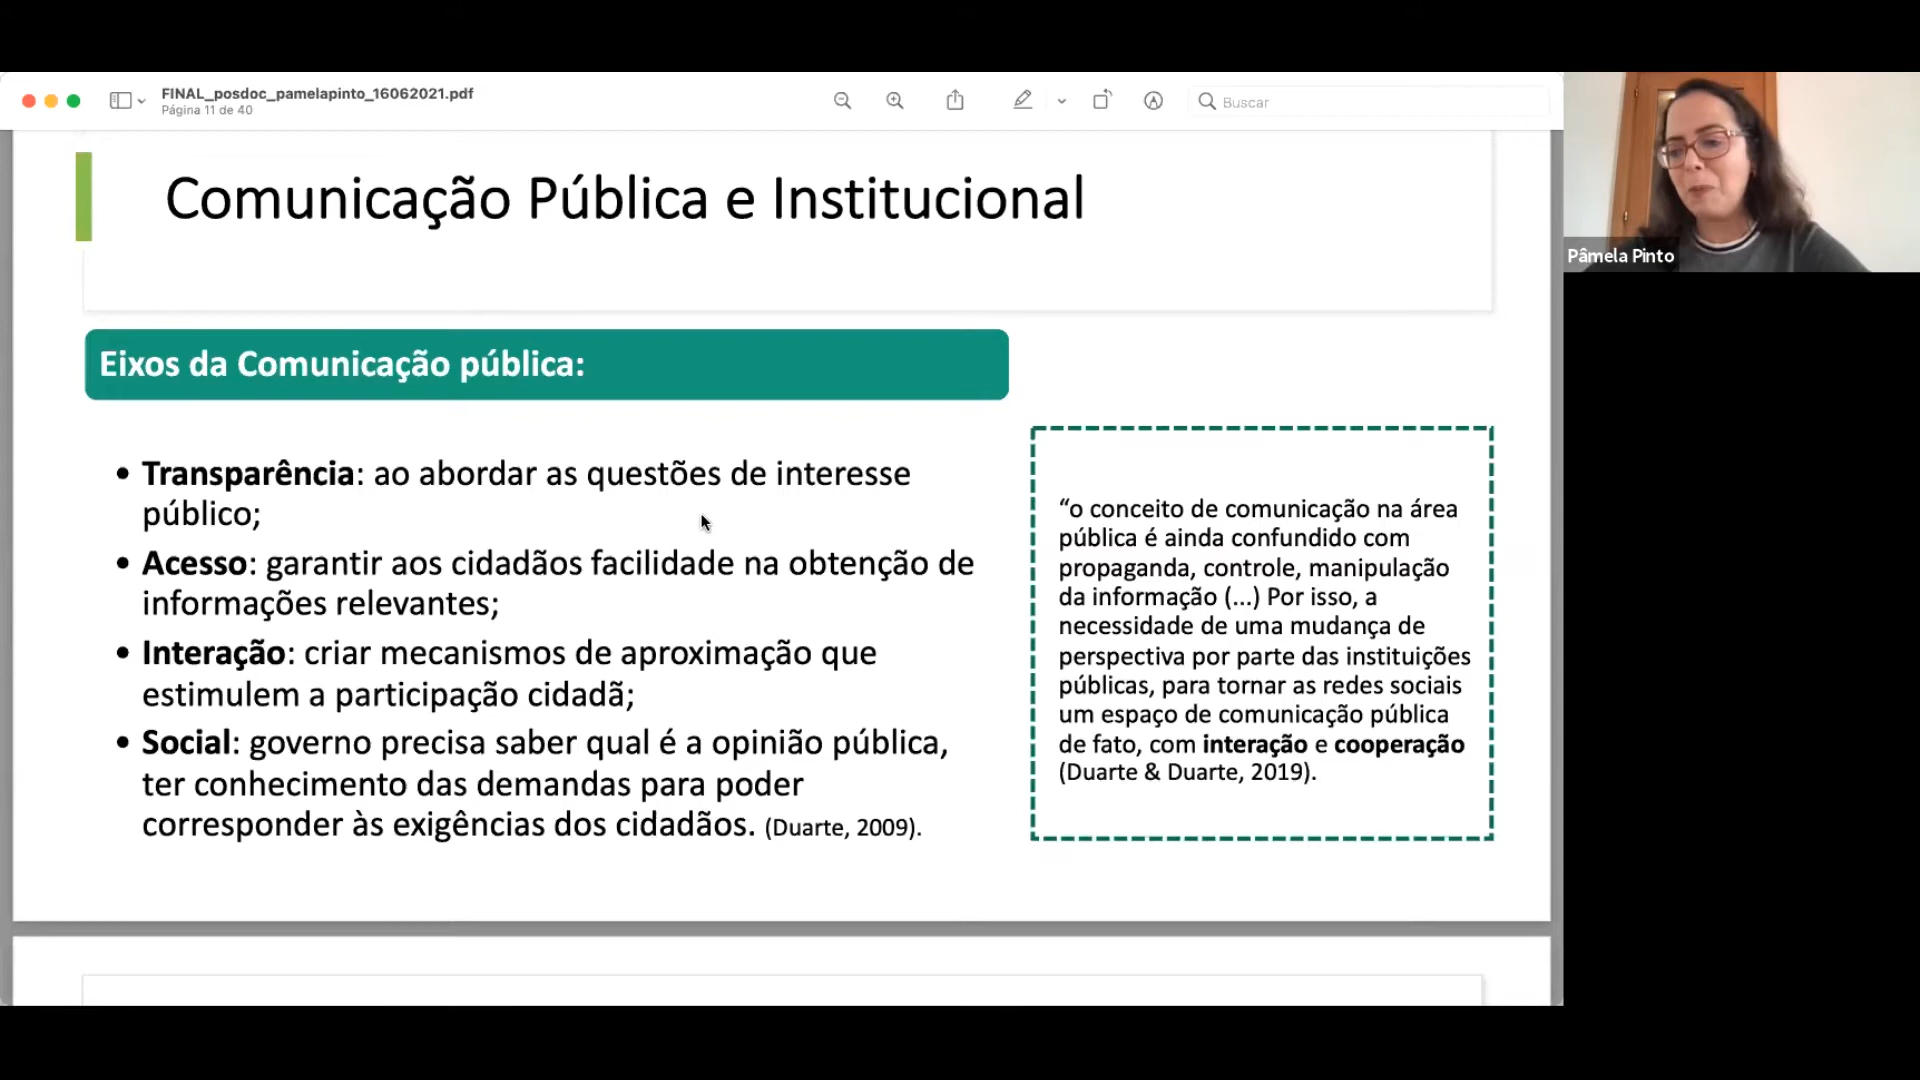 FINAL_posdoc_pamelapinto_16062021.pdf
Página 11 de 40
Buscar
Pâmela Pinto
Comunicação Pública e Institucional
Eixos da Comunicação pública:
• Transparência: ao abordar as questões de interesse
público;
• Acesso: garantir aos cidadãos facilidade na obtenção de
informações relevantes;
• Interação: criar mecanismos de aproximação que
estimulem a participação cidadã;
• Social: governo precisa saber qual é a opinião pública,
ter conhecimento das demandas para poder
corresponder às exigências dos cidadãos. (Duarte, 2009).
“o conceito de comunicação na área
pública é ainda confundido com
propaganda, controle, manipulação
da informação (...) Por isso, a
necessidade de uma mudança de
perspectiva por parte das instituições
públicas, para tornar as redes sociais
um espaço de comunicação pública
de fato, com interação e cooperação
(Duarte & Duarte, 2019).